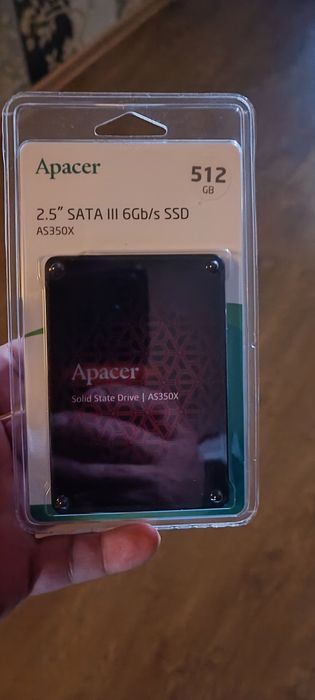 Apacer
512
GB
2.5” SATA III 6Gb/s SSD
AS350X
Apacer
Solid State Drive | AS350X